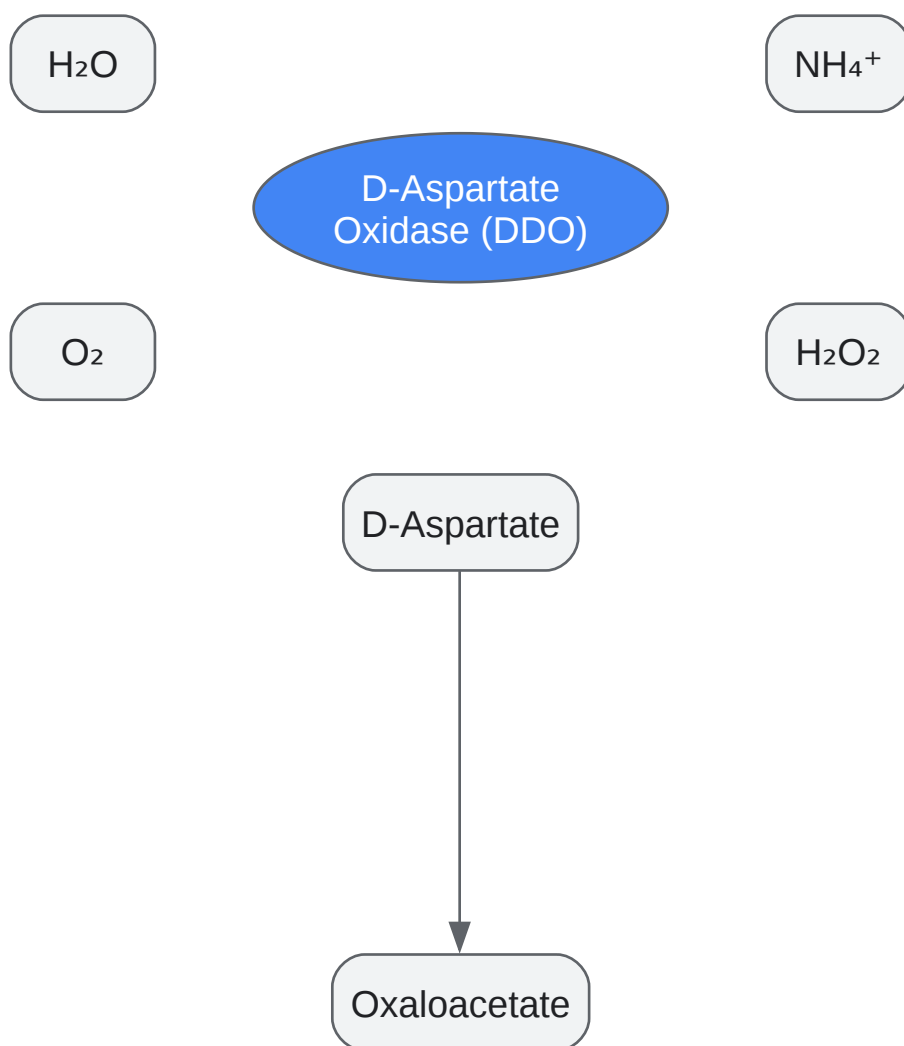 H₂O
NH₄⁺
D-Aspartate
Oxidase (DDO)
O₂
H₂O₂
D-Aspartate
Oxaloacetate